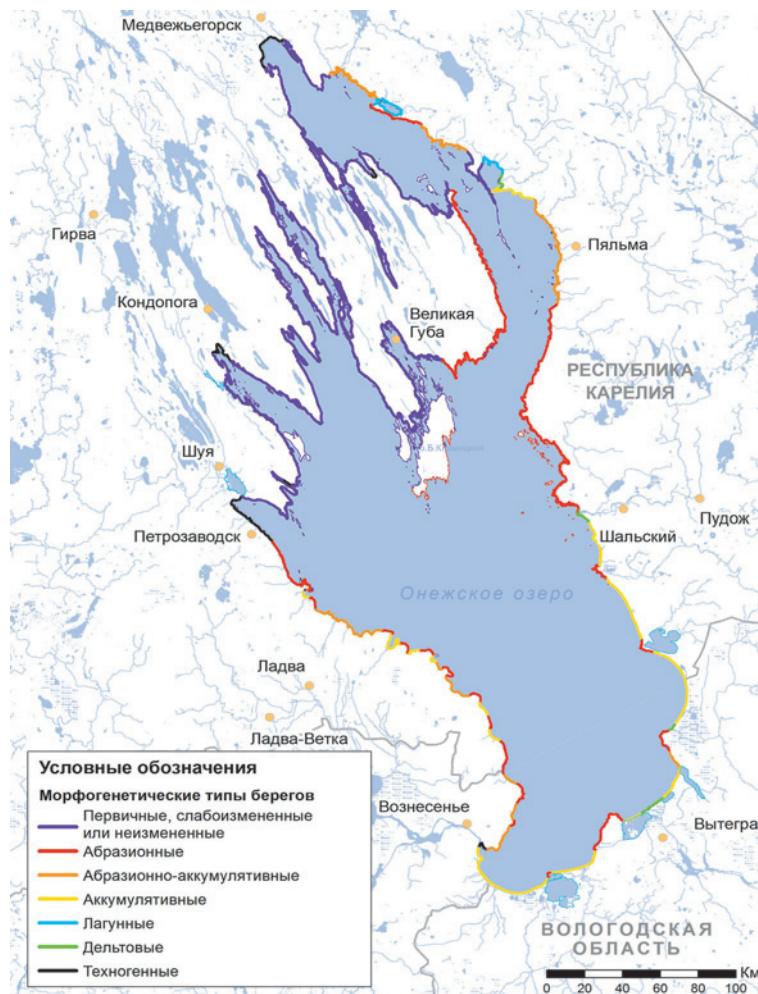 Медвежьегорск
Гирва
Пяльма
Кондопога
Великая
Губа
РЕСПУБЛИКА
КАРЕЛИЯ
Шуя
Пудож
Шальский
Петрозаводск
Онежское озеро
Ладва
Ладва-Ветка
Вознесенье
Вытегра
ВОЛОГОДСКАЯ
ОБЛАСТЬ
Условные обозначения
Морфогенетические типы берегов
Первичные, слабоизмененные
или неизмененные
Абразионные
Абразионно-аккумулятивные
Аккумулятивные
Лагунные
Дельтовые
Техногенные
Км
0 20 40 60 80 100